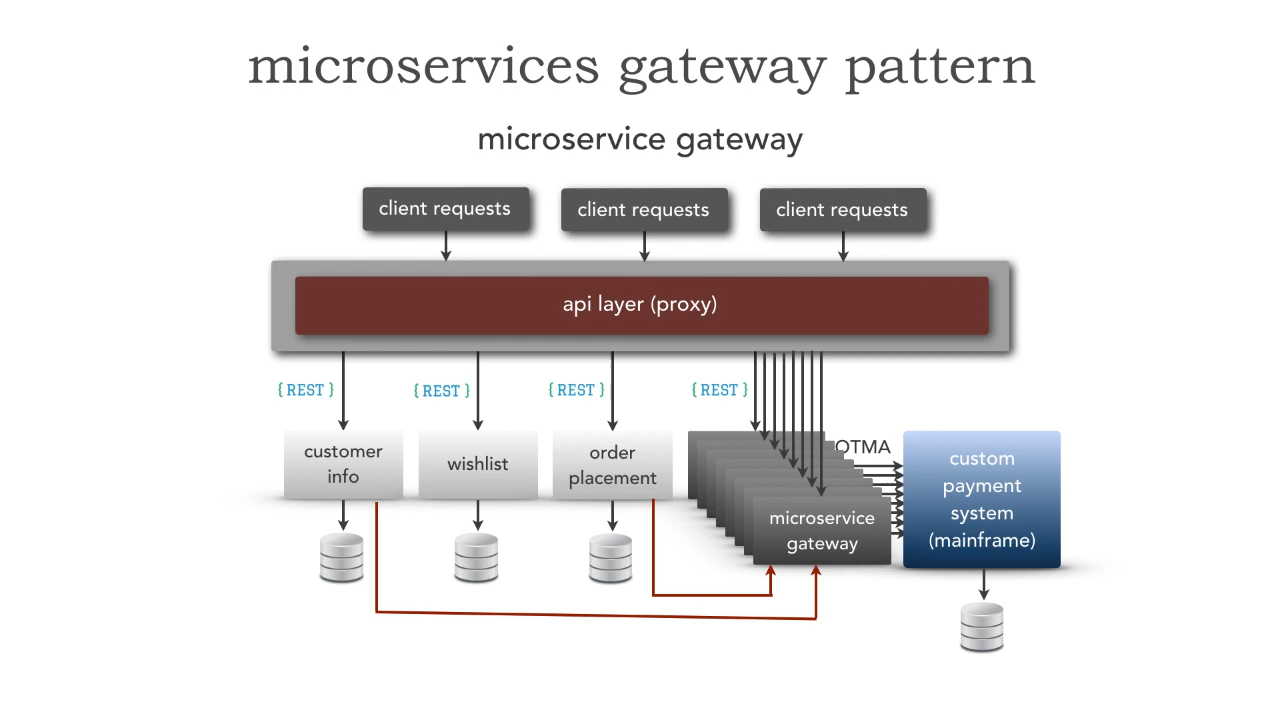 microservices gateway pattern
microservice gateway
client requests
client requests
client requests
api layer (proxy)
{ REST }
{ REST }
{ REST }
{ REST }
customer
info
wishlist
order
placement
microservice
gateway
OTMA
custom
payment
system
(mainframe)